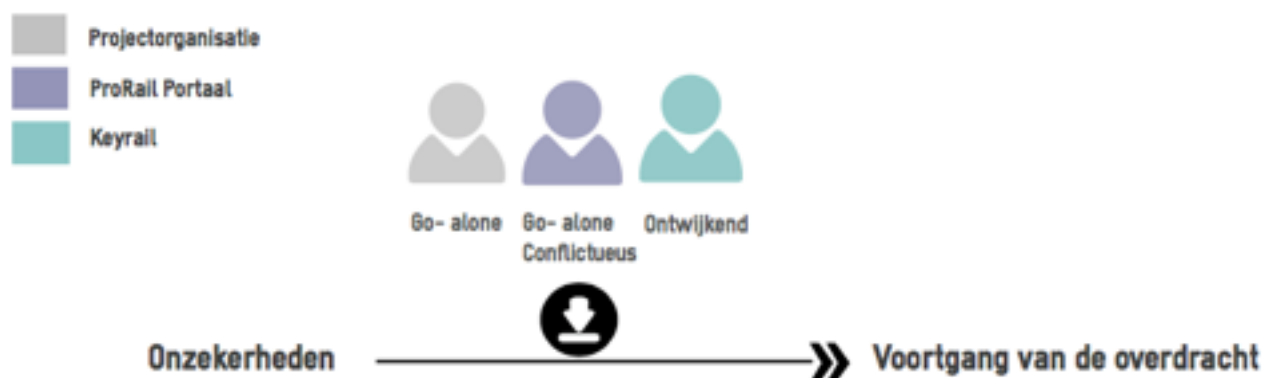 Projectorganisatie
ProRail Portaal
Keyrail
Go- alone
Go- alone
Conflictueus
Ontwijkend
Onzekerheden
Voortgang van de overdracht